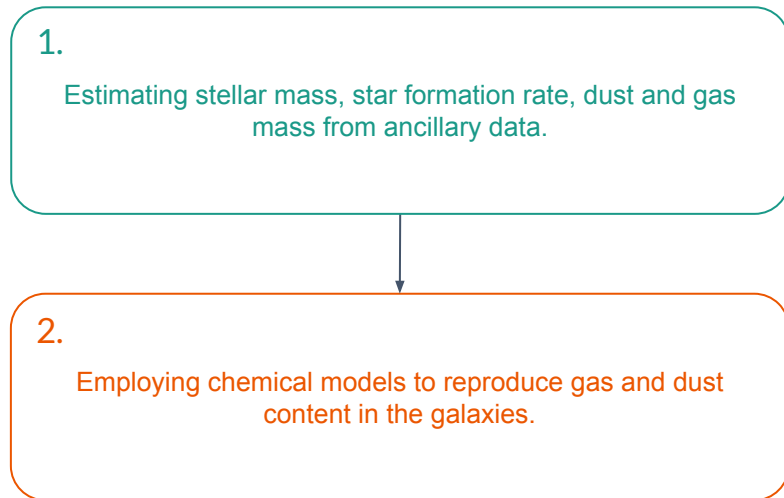 1.
Estimating stellar mass, star formation rate, dust and gas
mass from ancillary data.
2.
Employing chemical models to reproduce gas and dust
content in the galaxies.